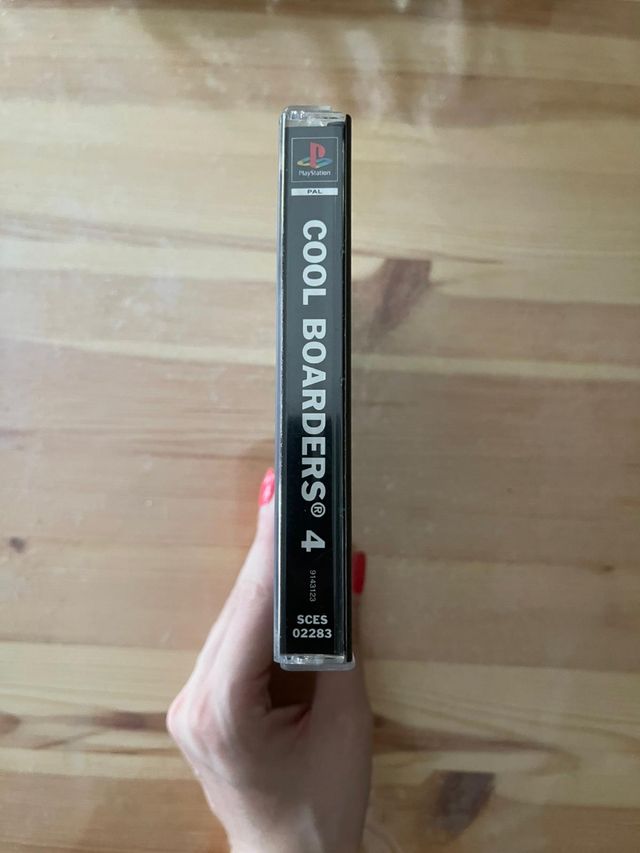 PlayStation
PAL
COOL BOARDERS® 4
9143123
SCES
02283